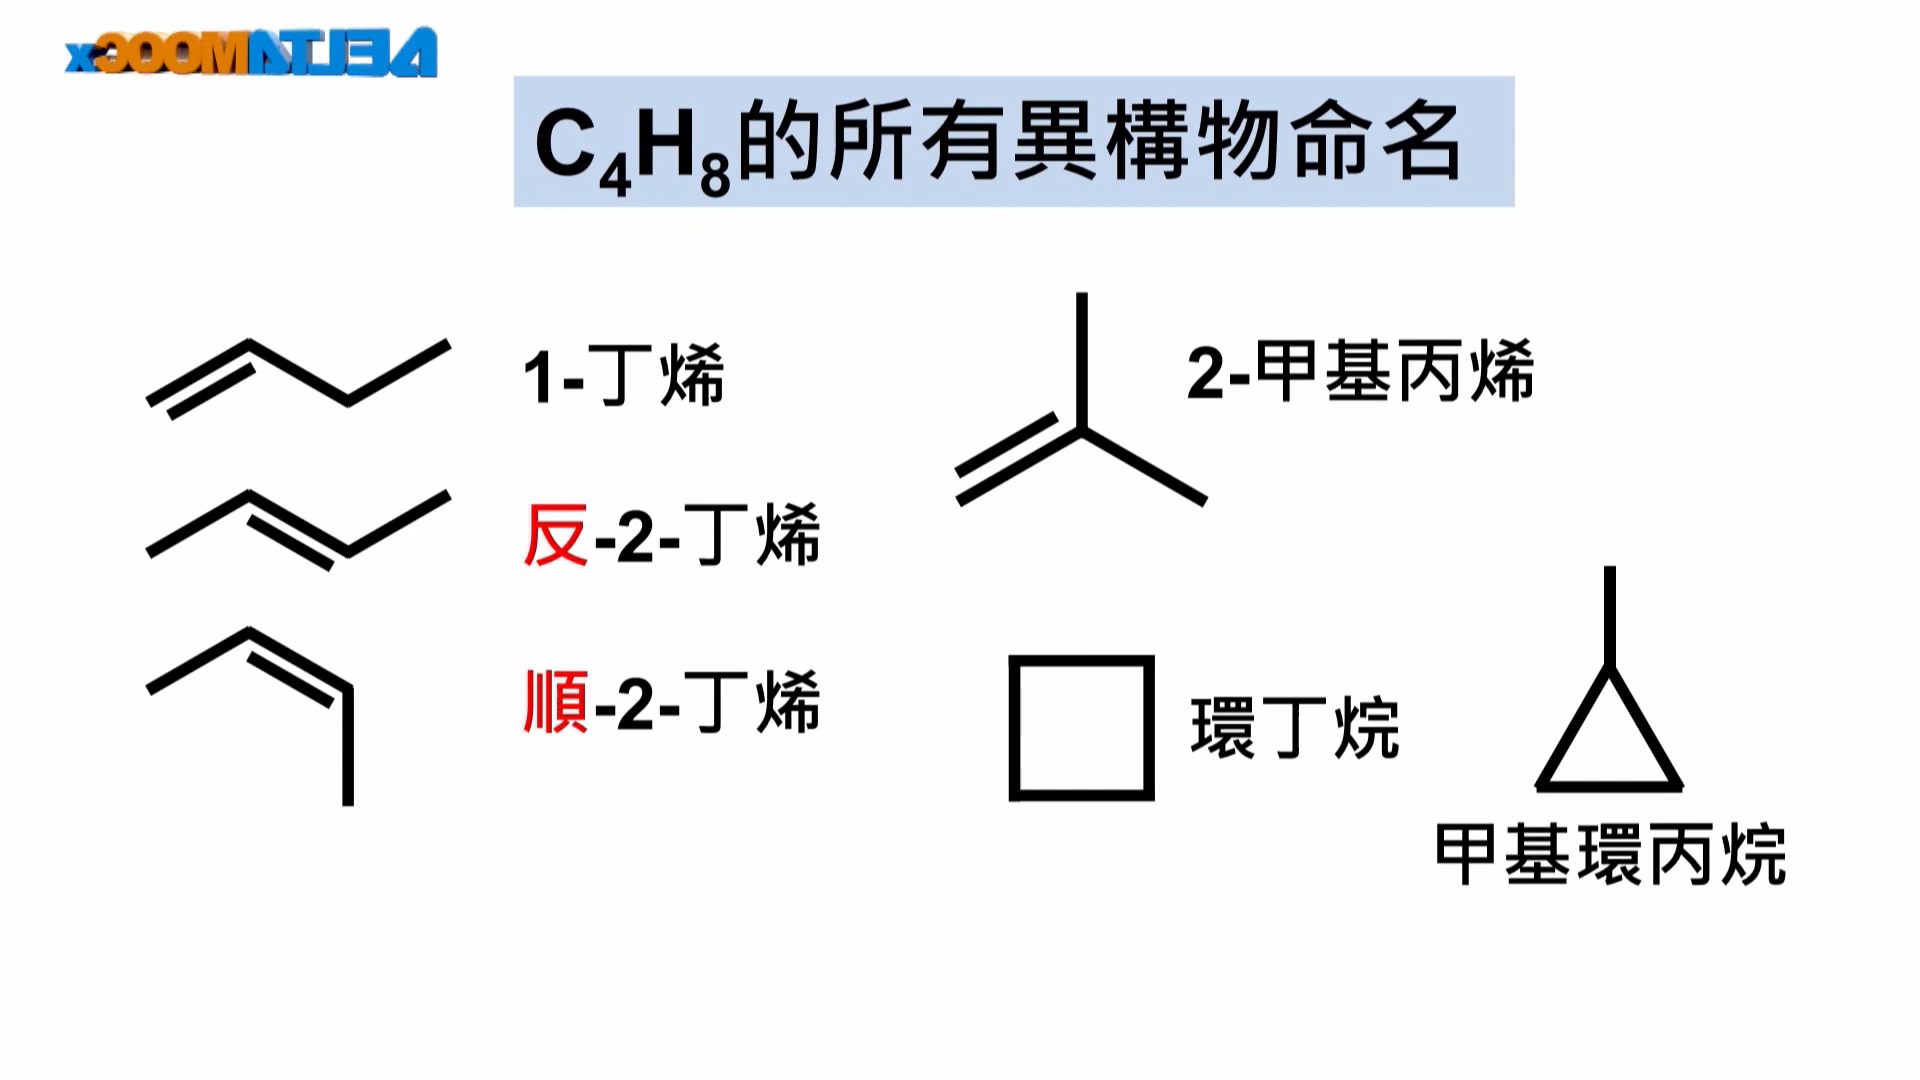 DELTAMOOCx
C₄H₈的所有異構物命名
1-丁烯
2-甲基丙烯
反-2-丁烯
順-2-丁烯
環丁烷
甲基環丙烷